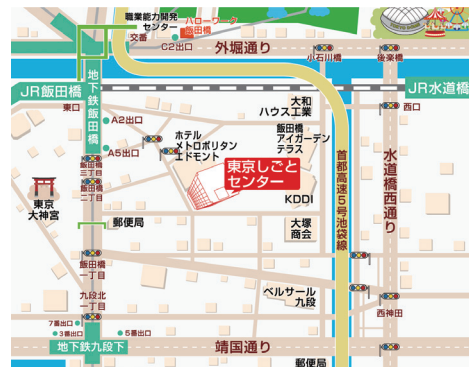 職業能力開発
センター
ハローワーク
飯田橋
交番
C2出口
外堀通り
小石川橋
後楽橋
JR飯田橋
JR水道橋
東口
西口
地下鉄飯田橋
A2出口
A5出口
ホテル
メトロポリタン
エドモント
大和
ハウス工業
飯田橋
アイガーデン
テラス
東京しごと
センター
KDDI
大塚
商会
首都高速5号池袋線
水道橋西通り
飯田橋
三丁目
飯田橋
二丁目
東京
大神宮
郵便局
飯田橋
一丁目
九段北
一丁目
ベルサール
九段
西神田
7番出口
3番出口
5番出口
地下鉄九段下
靖国通り
郵便局